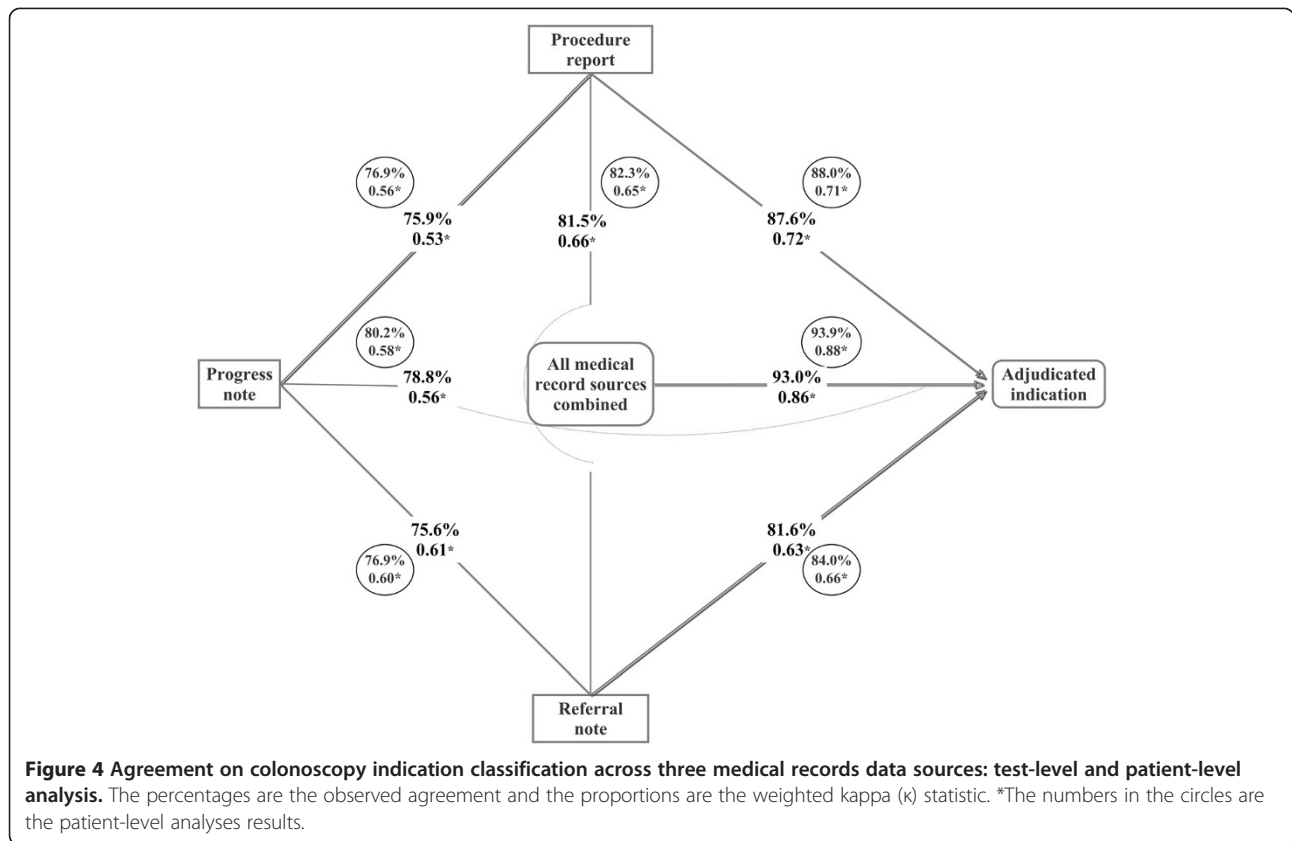 Procedure
report
76.9%
0.56*
82.3%
0.65*
88.0%
0.71*
75.9%
0.53*
81.5%
0.66*
87.6%
0.72*
80.2%
0.58*
93.9%
0.88*
Progress
note
78.8%
0.56*
All medical
record sources
combined
93.0%
0.86*
Adjudicated
indication
75.6%
0.61*
81.6%
0.63*
76.9%
0.60*
84.0%
0.66*
Referral
note
Figure 4 Agreement on colonoscopy indication classification across three medical records data sources: test-level and patient-level
analysis. The percentages are the observed agreement and the proportions are the weighted kappa (κ) statistic. *The numbers in the circles are
the patient-level analyses results.